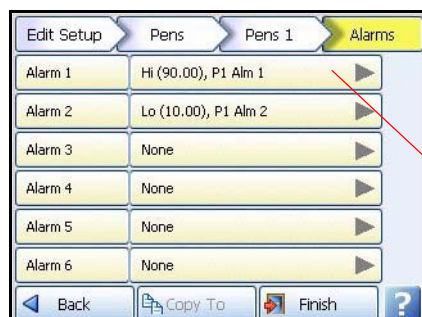 Edit Setup Pens Pens 1 Alarms
Alarm 1 Hi (90.00), P1 Alm 1
Alarm 2 Lo (10.00), P1 Alm 2
Alarm 3 None
Alarm 4 None
Alarm 5 None
Alarm 6 None
Back Copy To Finish ?